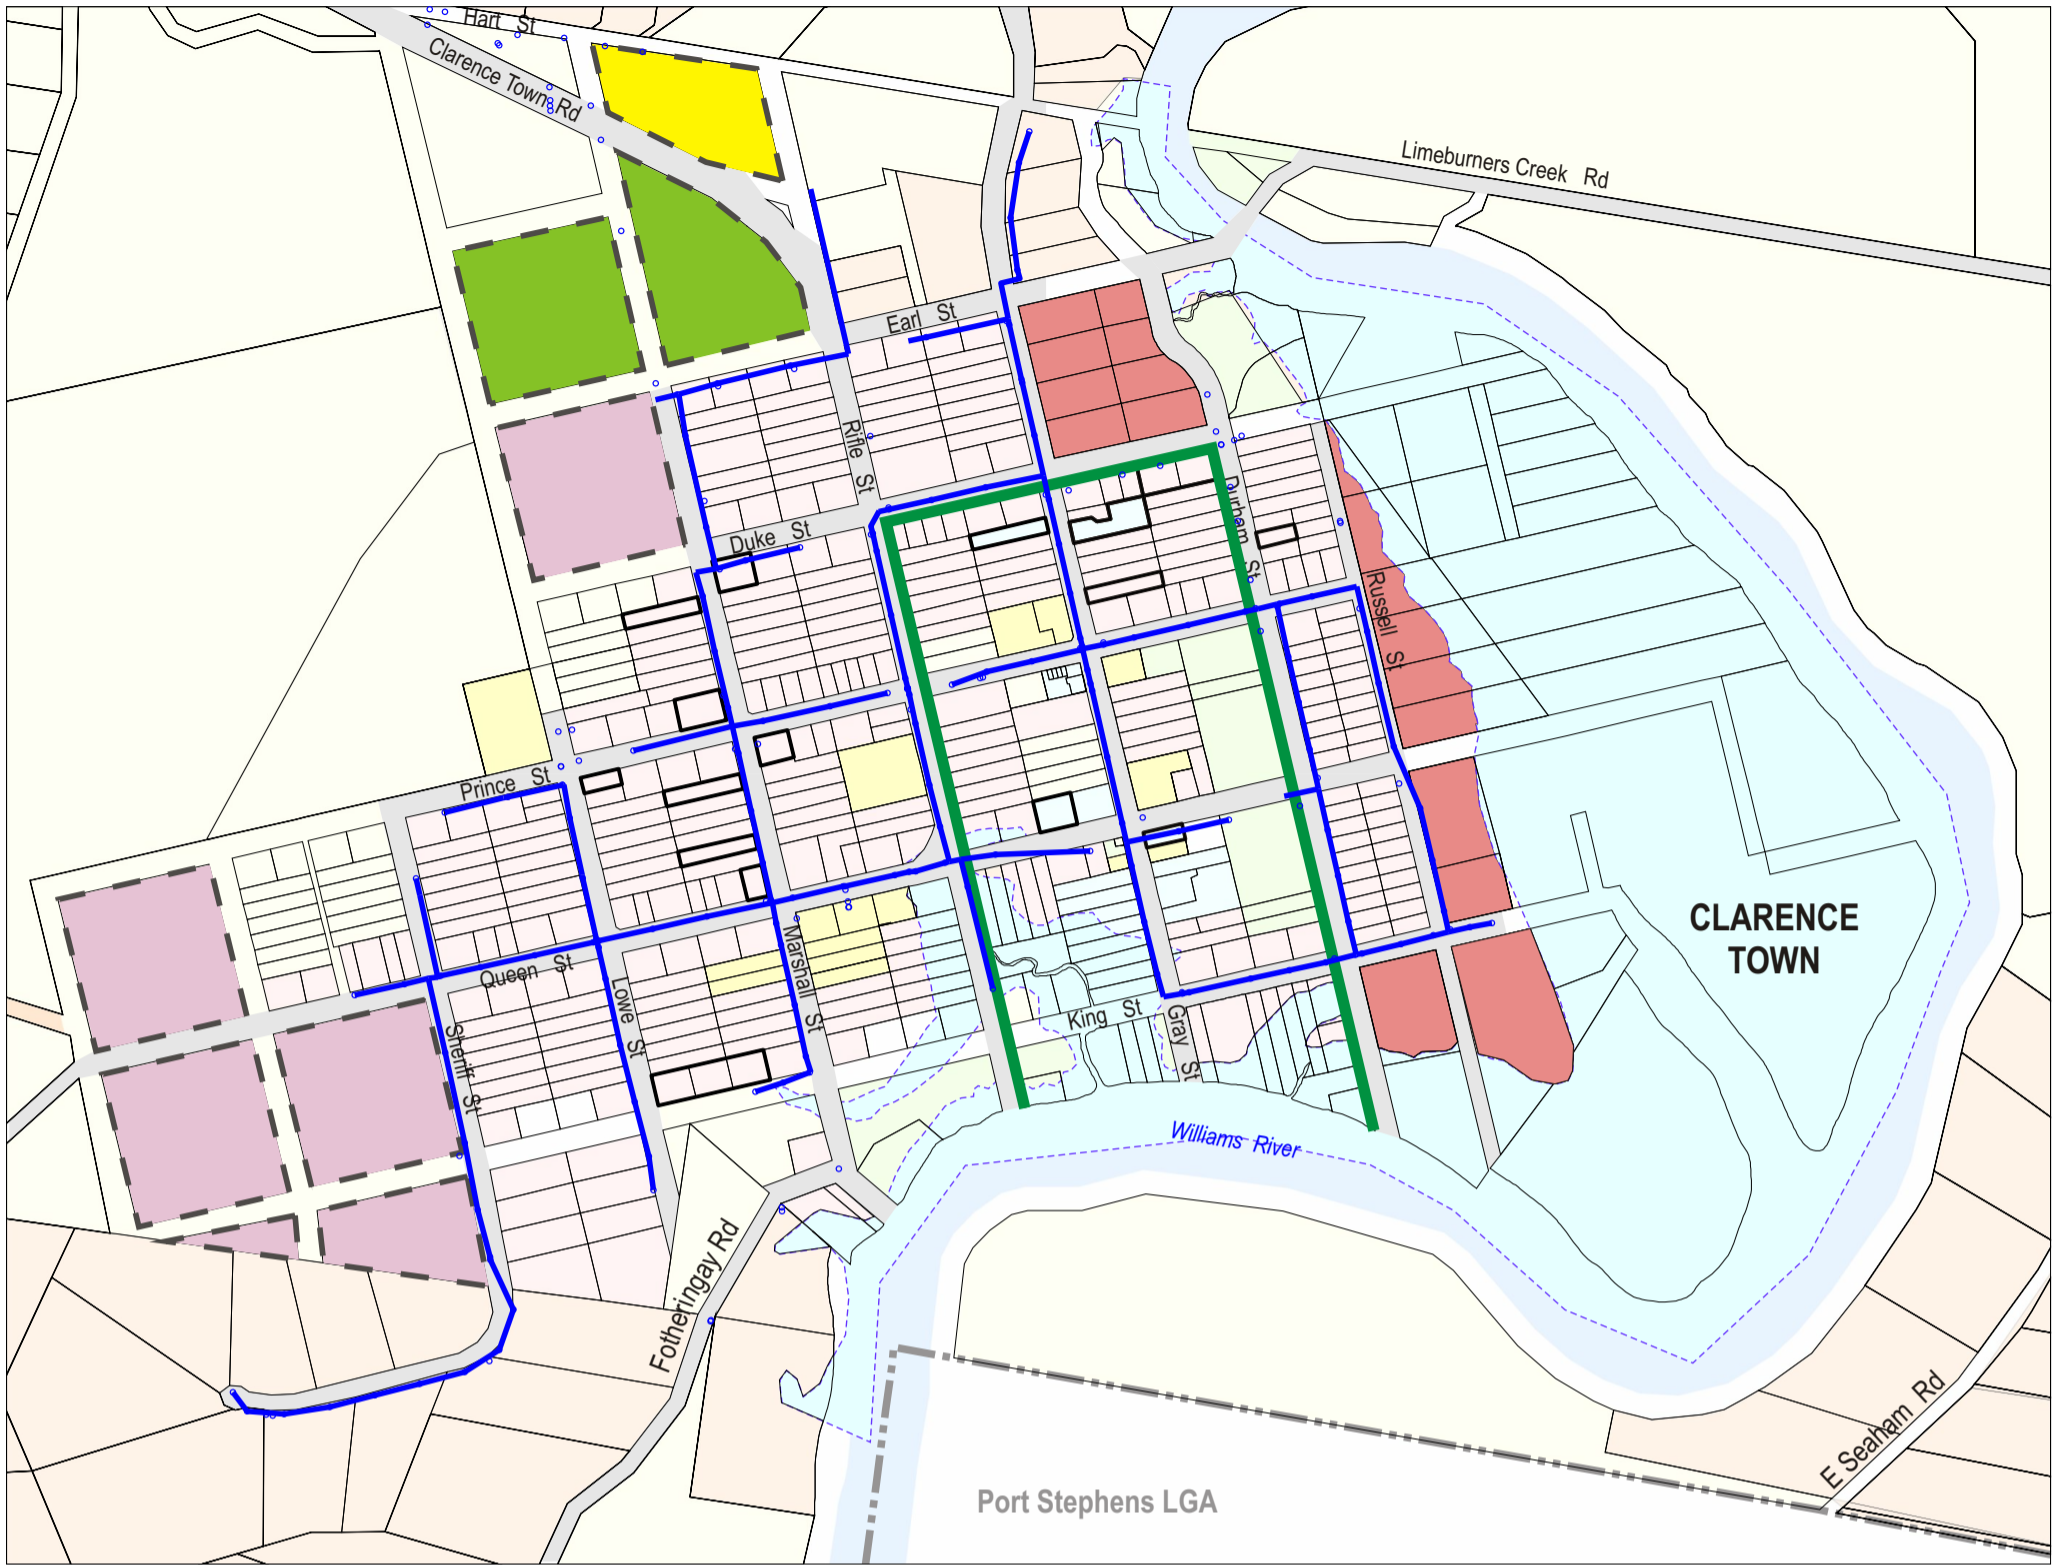 Hart St
Clarence Town Rd
Limeburners Creek Rd
Earl St
Rifle St
Duke St
Durham St
Russell St
Prince St
CLARENCE
TOWN
Queen St
Marshall St
Lowe St
King St
Gray St
Sheriff St
Williams River
Fotheringay Rd
E Seaham Rd
Port Stephens LGA